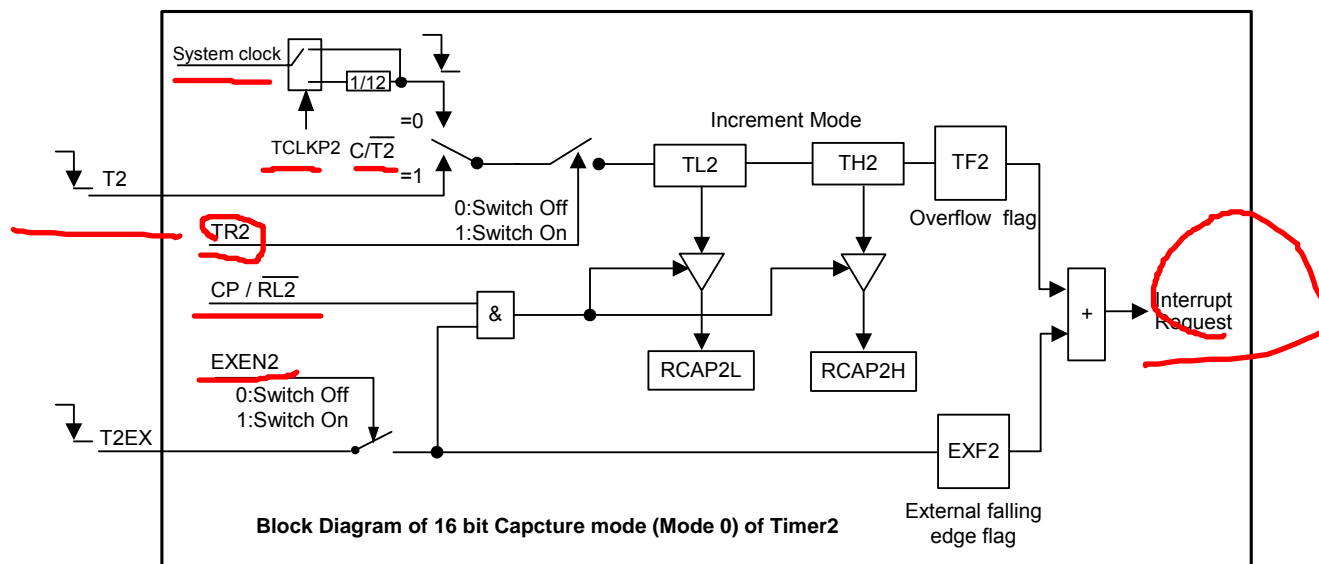 System clock
1/12
=0
TCLKP2
C/T2
=1
T2
Increment Mode
TL2
TH2
TF2
Overflow flag
0:Switch Off
1:Switch On
TR2
CP / RL2
&
+
Interrupt
Request
RCAP2L
RCAP2H
EXEN2
0:Switch Off
1:Switch On
T2EX
EXF2
External falling
edge flag
Block Diagram of 16 bit Capcture mode (Mode 0) of Timer2